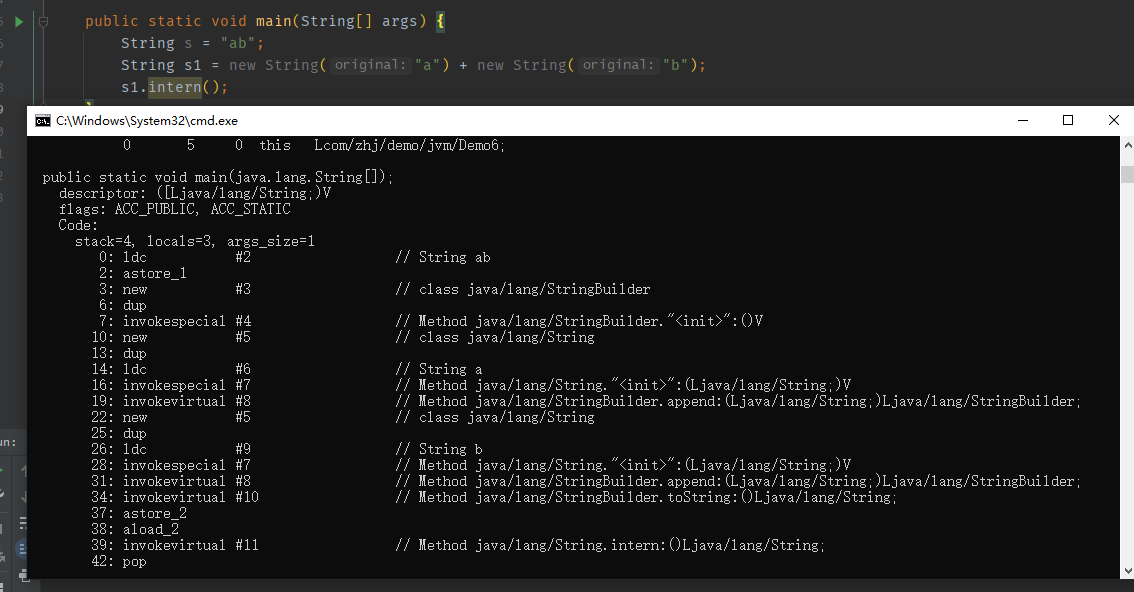 public static void main(String[] args) {
String s = "ab";
String s1 = new String( original: "a") + new String( original: "b");
s1.intern();
C:\Windows\System32\cmd.exe
0 5 0 this Lcom/zhj/demo/jvm/Demo6;
public static void main(java.lang.String[]);
descriptor: ([Ljava/lang/String;)V
flags: ACC_PUBLIC, ACC_STATIC
Code:
stack=4, locals=3, args_size=1
0: ldc #2 // String ab
2: astore_1
3: new #3 // class java/lang/StringBuilder
6: dup
7: invokespecial #4 // Method java/lang/StringBuilder."<init>":()V
10: new #5 // class java/lang/String
13: dup
14: ldc #6 // String a
16: invokespecial #7 // Method java/lang/String."<init>":(Ljava/lang/String;)V
19: invokevirtual #8 // Method java/lang/StringBuilder.append:(Ljava/lang/String;)Ljava/lang/StringBuilder;
22: new #5 // class java/lang/String
25: dup
26: ldc #9 // String b
28: invokespecial #7 // Method java/lang/String."<init>":(Ljava/lang/String;)V
31: invokevirtual #8 // Method java/lang/StringBuilder.append:(Ljava/lang/String;)Ljava/lang/StringBuilder;
34: invokevirtual #10 // Method java/lang/StringBuilder.toString:()Ljava/lang/String;
37: astore_2
38: aload_2
39: invokevirtual #11 // Method java/lang/String.intern:()Ljava/lang/String;
42: pop